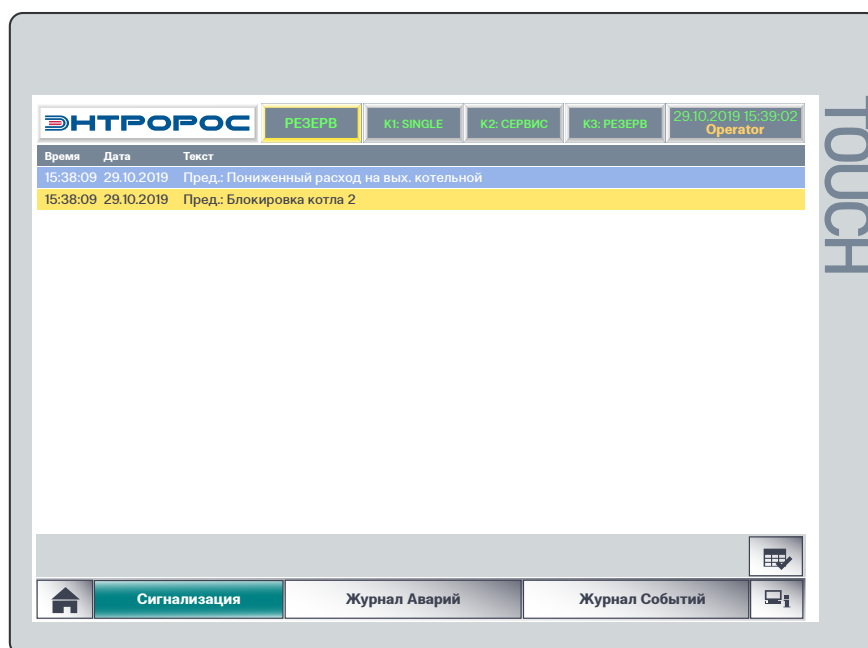 ЭНТРОРОС
РЕЗЕРВ
K1: SINGLE
K2: СЕРВИС
K3: РЕЗЕРВ
29.10.2019 15:39:02
Operator
TOUCH
Время Дата Текст
15:38:09 29.10.2019 Пред.: Пониженный расход на вых. котельной
15:38:09 29.10.2019 Пред.: Блокировка котла 2
Сигнализация
Журнал Аварий
Журнал Событий